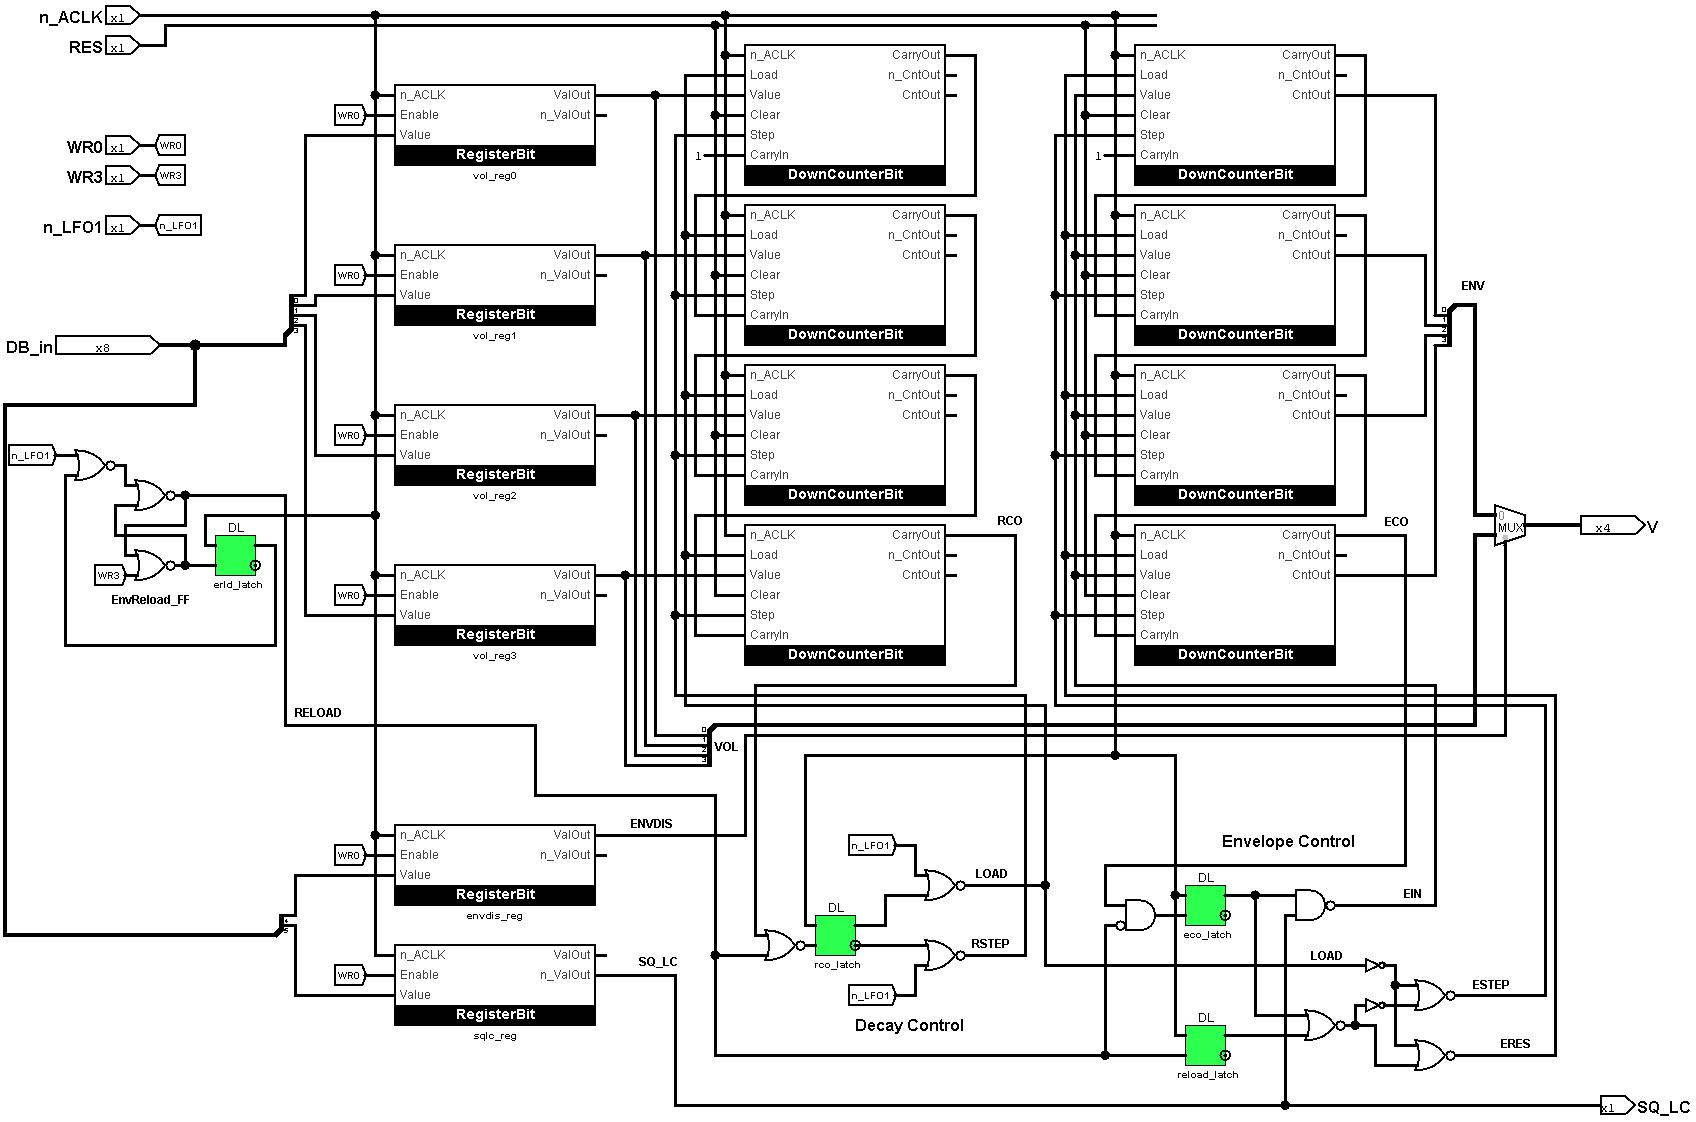 n_ACLK x1
RES x1
WR0 x1 WR0
WR3 x1 WR3
n_LFO1 x1 n_LFO1
DB_in x8
0
1
2
3
n_LFO1
WR3
EnvReload_FF
DL
erld_latch
RELOAD
4
5
n_ACLK ValOut
WR0 Enable n_ValOut
Value
RegisterBit
vol_reg0
n_ACLK ValOut
WR0 Enable n_ValOut
Value
RegisterBit
vol_reg1
n_ACLK ValOut
WR0 Enable n_ValOut
Value
RegisterBit
vol_reg2
n_ACLK ValOut
WR0 Enable n_ValOut
Value
RegisterBit
vol_reg3
n_ACLK ValOut
WR0 Enable n_ValOut
Value
RegisterBit
envdis_reg
ENVDIS
n_ACLK ValOut
WR0 Enable n_ValOut
Value
RegisterBit
sqlc_reg
SQ_LC
n_ACLK CarryOut
Load n_CntOut
Value CntOut
Clear
Step
1 CarryIn
DownCounterBit
n_ACLK CarryOut
Load n_CntOut
Value CntOut
Clear
Step
CarryIn
DownCounterBit
n_ACLK CarryOut
Load n_CntOut
Value CntOut
Clear
Step
CarryIn
DownCounterBit
RCO
n_ACLK CarryOut
Load n_CntOut
Value CntOut
Clear
Step
CarryIn
DownCounterBit
n_ACLK CarryOut
Load n_CntOut
Value CntOut
Clear
Step
1 CarryIn
DownCounterBit
n_ACLK CarryOut
Load n_CntOut
Value CntOut
Clear
Step
CarryIn
DownCounterBit
n_ACLK CarryOut
Load n_CntOut
Value CntOut
Clear
Step
CarryIn
DownCounterBit
ECO
n_ACLK CarryOut
Load n_CntOut
Value CntOut
Clear
Step
CarryIn
DownCounterBit
ENV
0
1
2
3
0
MUX
x4 V
0
1
2
3
VOL
n_LFO1
LOAD
DL
rco_latch
RSTEP
n_LFO1
Decay Control
Envelope Control
DL
eco_latch
EIN
LOAD
ESTEP
DL
reload_latch
ERES
x1 SQ_LC